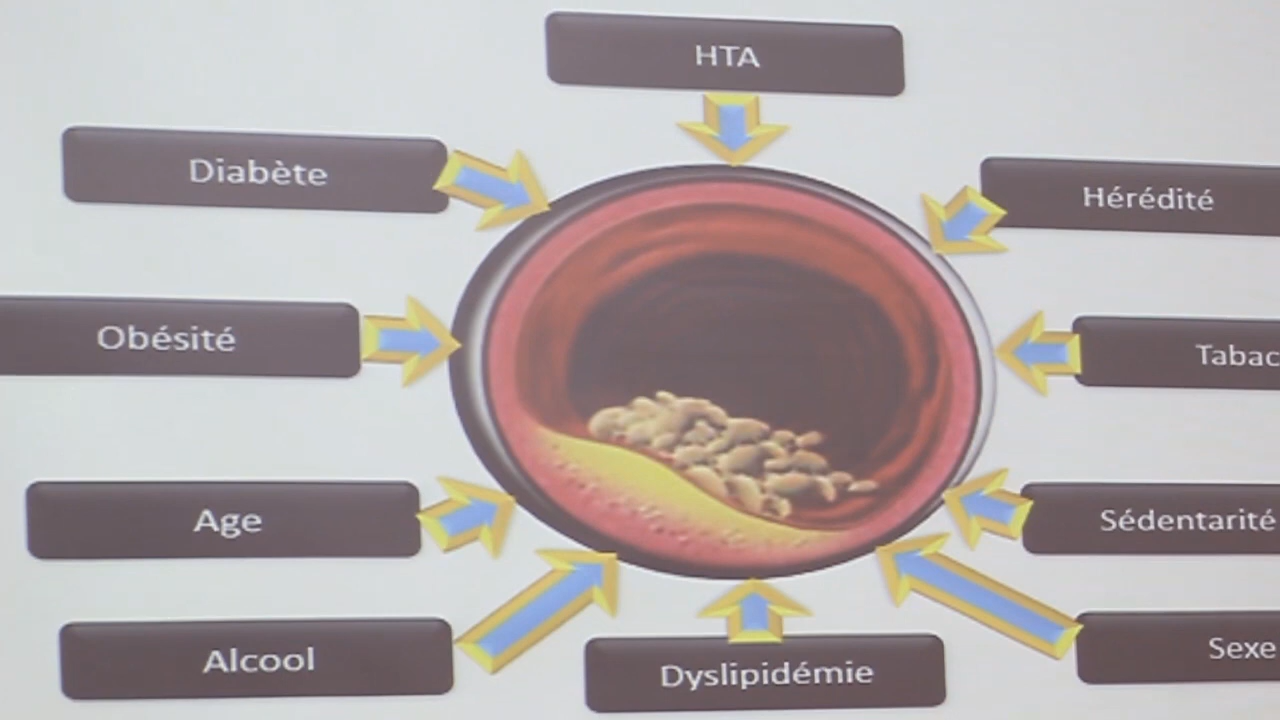 HTA
Diabète
Hérédité
Obésité
Tabac
Age
Sédentarité
Alcool
Dyslipidémie
Sexe